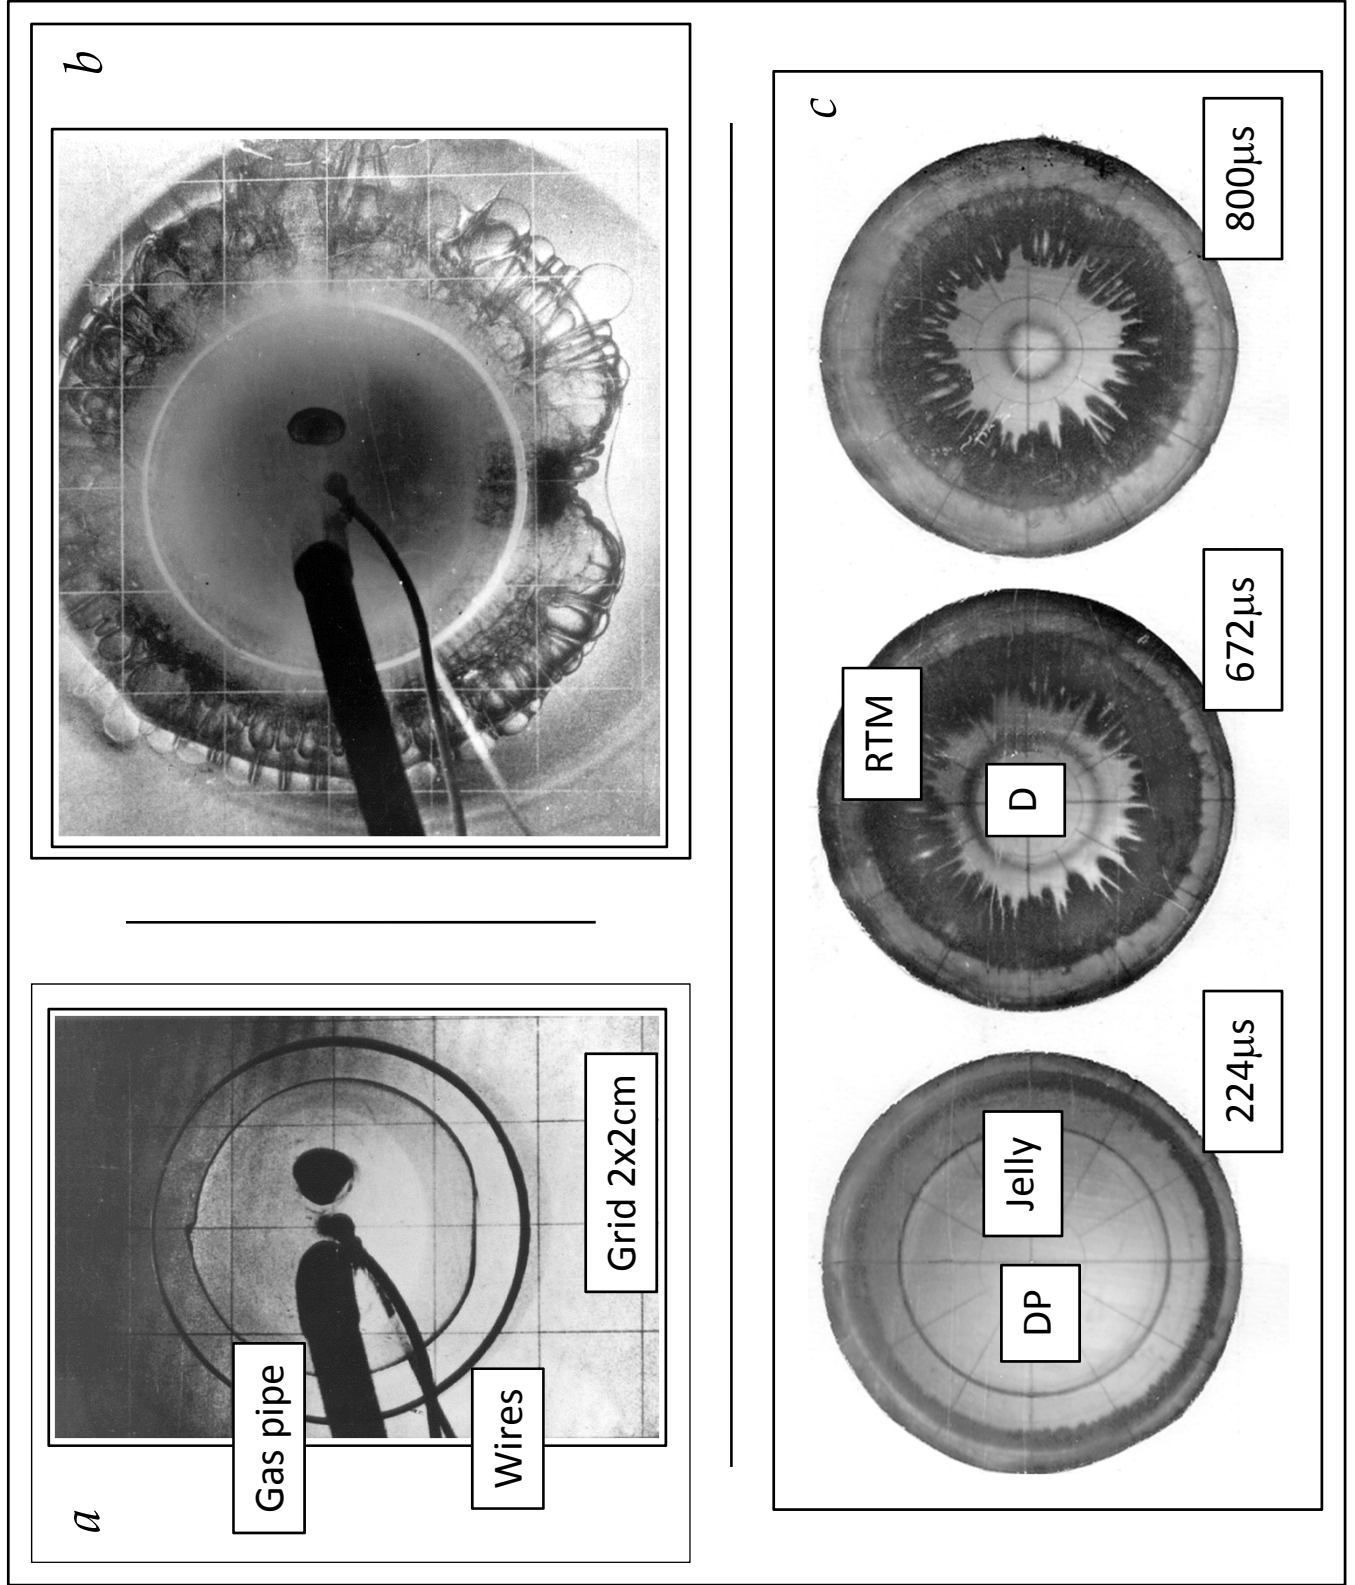 a
Gas pipe
Wires
Grid 2x2cm
b
DP
Jelly
224μs
RTM
D
672μs
c
800μs